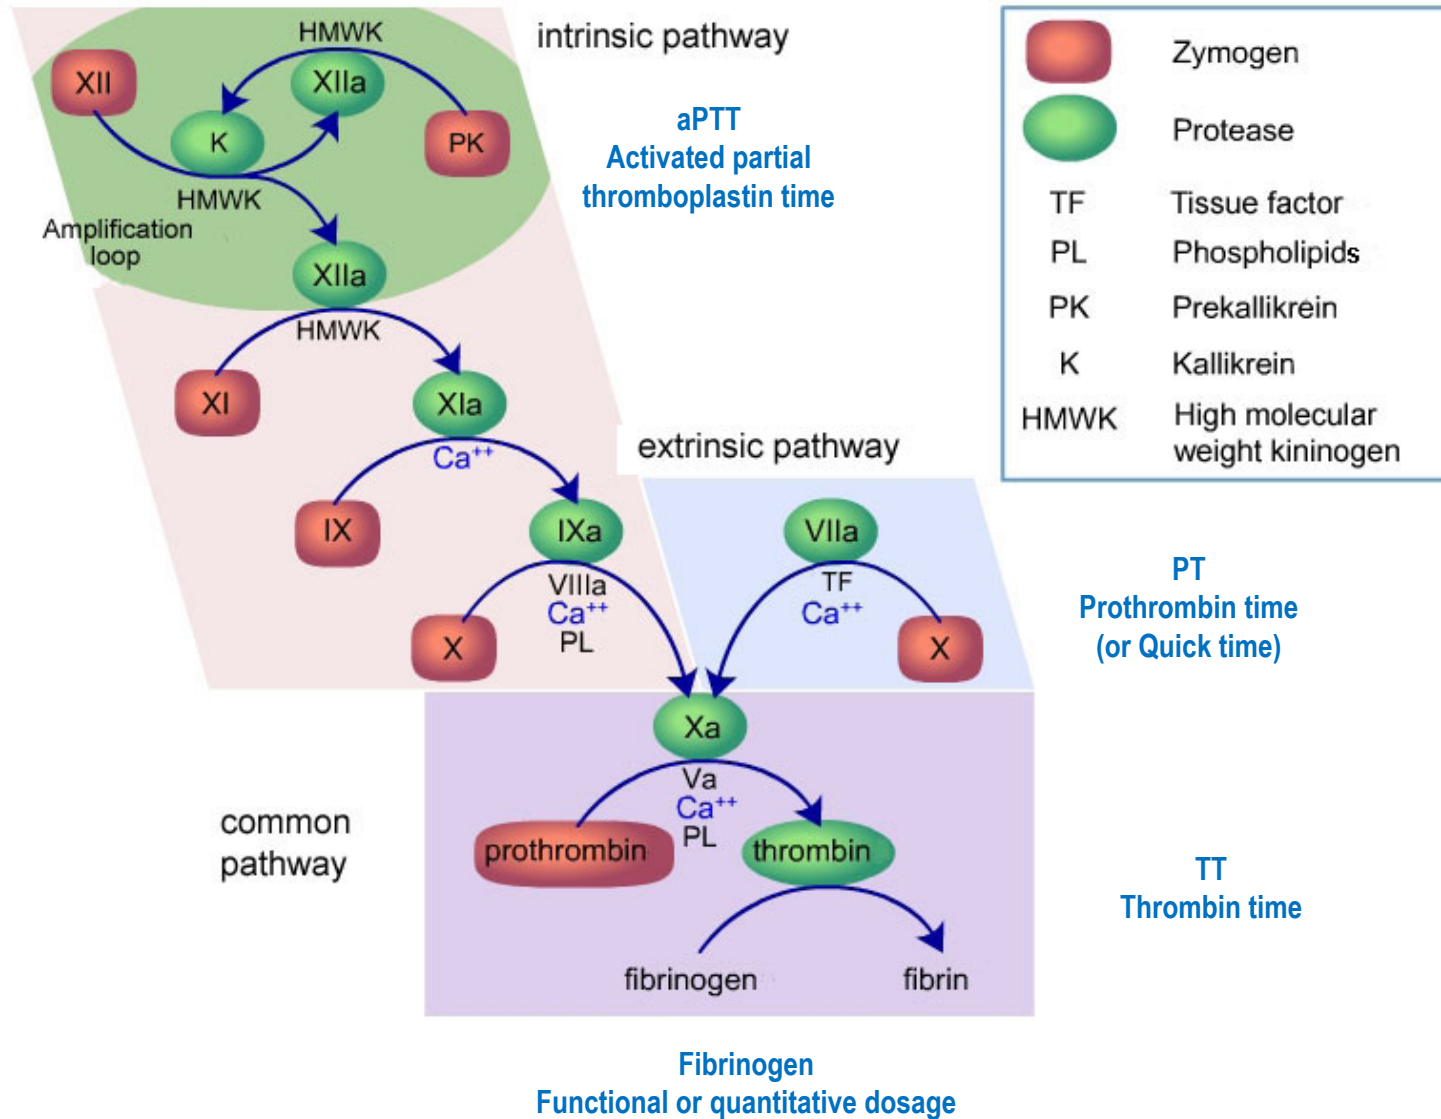 HMWK
intrinsic pathway
XII
XIIa
K
PK
HMWK
Amplification
loop
XIIa
HMWK
aPTT
Activated partial
thromboplastin time
XI
XIa
Ca++
extrinsic pathway
IX
IXa
VIIIa
Ca++
PL
X
VIIa
TF
Ca++
X
PT
Prothrombin time
(or Quick time)
Xa
Va
Ca++
PL
common
pathway
prothrombin
thrombin
fibrinogen
fibrin
TT
Thrombin time
Fibrinogen
Functional or quantitative dosage
Zymogen
Protease
TF Tissue factor
PL Phospholipids
PK Prekallikrein
K Kallikrein
HMWK High molecular
weight kininogen